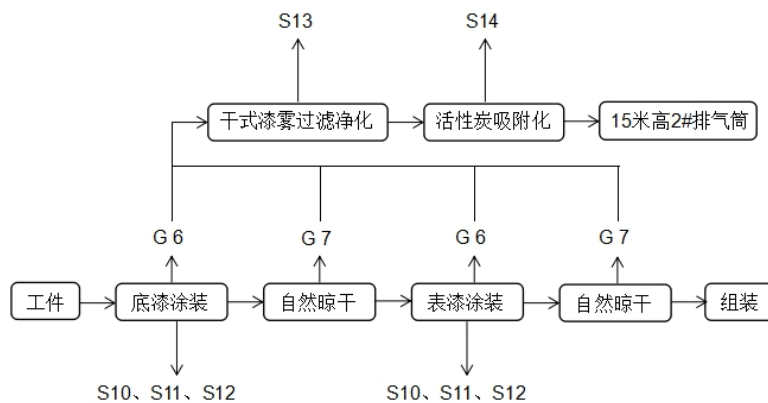 S13
S14
干式漆雾过滤净化
活性炭吸附化
15米高2#排气筒
G 6
G 7
G 6
G 7
工件
底漆涂装
自然晾干
表漆涂装
自然晾干
组装
S10、S11、S12
S10、S11、S12